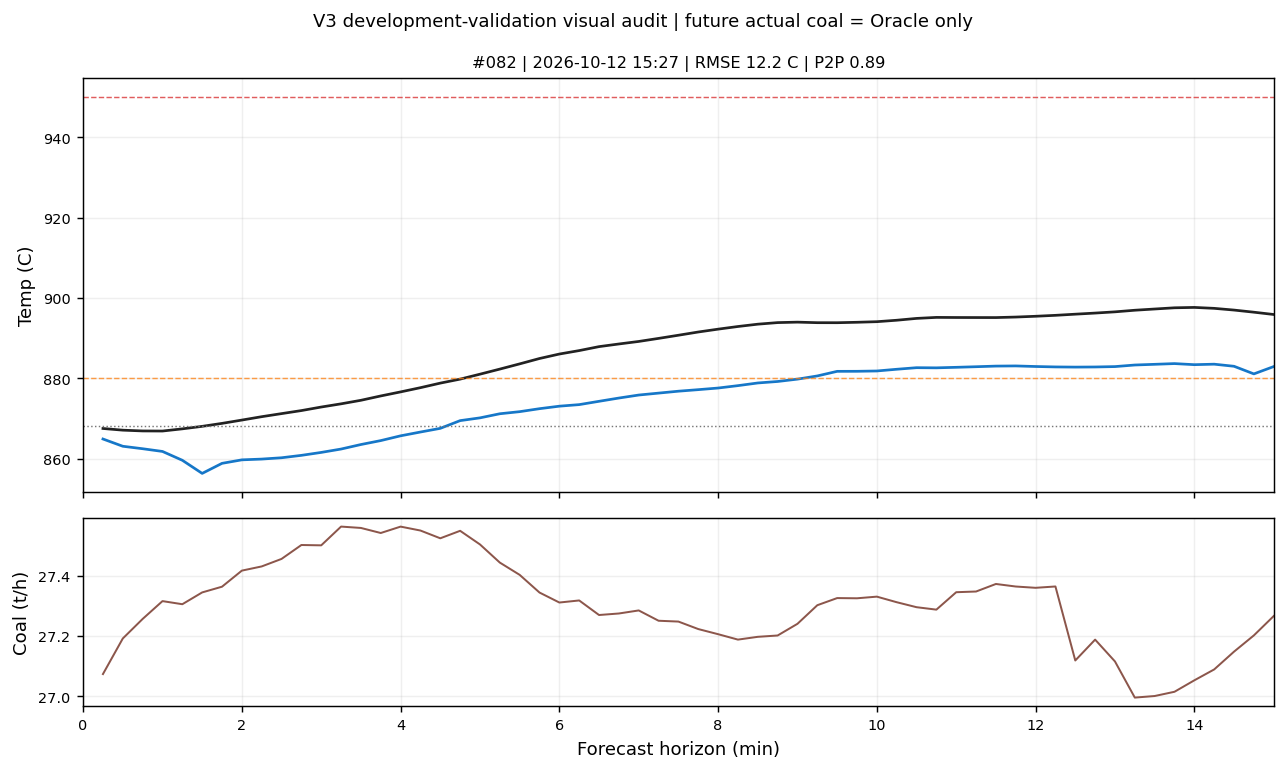 V3 development-validation visual audit | future actual coal = Oracle only
#082 | 2026-10-12 15:27 | RMSE 12.2 C | P2P 0.89
Temp (C)
940
920
900
880
860
Coal (t/h)
27.4
27.2
27.0
0 2 4 6 8 10 12 14
Forecast horizon (min)